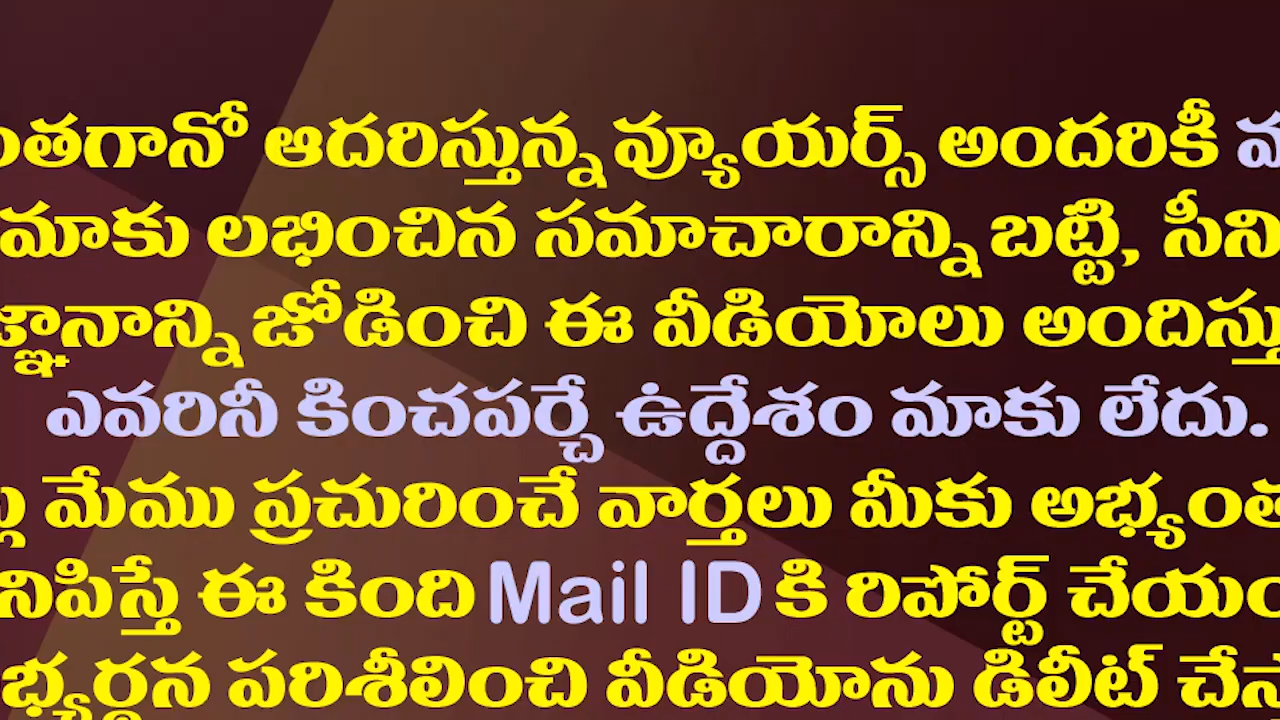 ఆదరిస్తున్న వ్యూయర్స్ అందరికీ
మాకు లభించిన సమాచారాన్ని బట్టి,
జోడించి ఈ వీడియోలు
ఎవరినీ కించపర్చే ఉద్దేశం మాకు లేదు.
మేము ప్రచురించే వార్తలు మీకు
ఈ కింది Mail ID కి రిపోర్ట్
పరిశీలించి వీడియోను డిలీట్